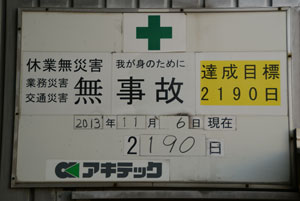 休業無災害
業務災害
交通災害
我が身のために
無事故
達成目標
2190日
2013年11月6日現在
2190日
アキテック